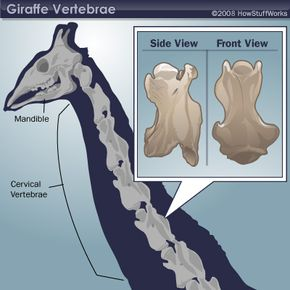 Giraffe Vertebrae
©2008 HowStuffWorks
Side View
Front View
Mandible
Cervical
Vertebrae